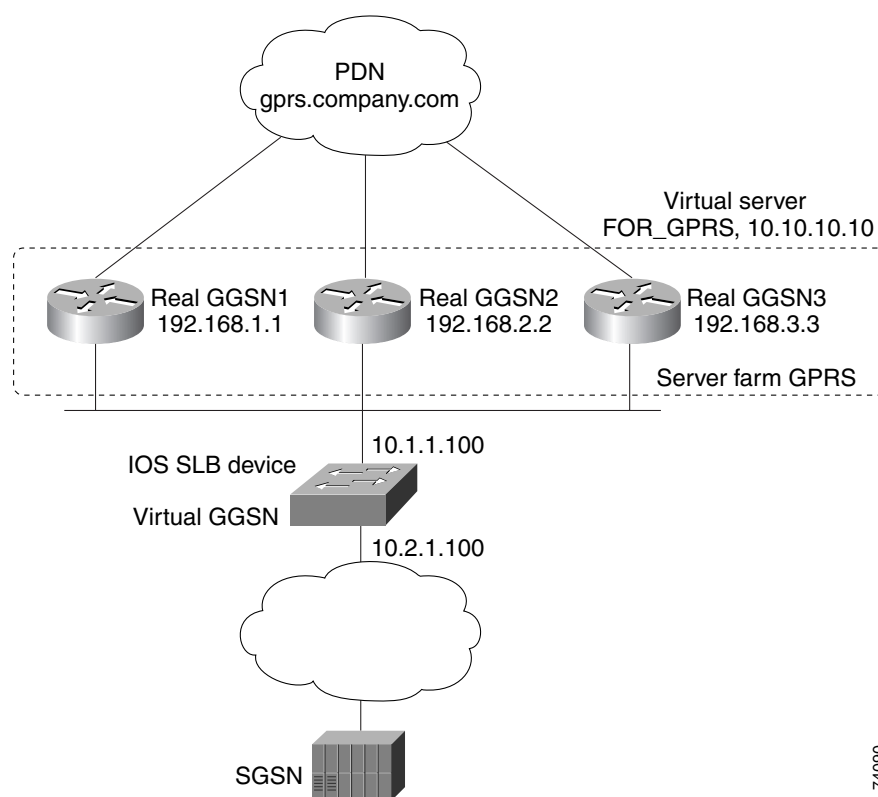 PDN
gprs.company.com
Virtual server
FOR_GPRS, 10.10.10.10
Real GGSN1
192.168.1.1
Real GGSN2
192.168.2.2
Real GGSN3
192.168.3.3
Server farm GPRS
10.1.1.100
IOS SLB device
Virtual GGSN
10.2.1.100
SGSN